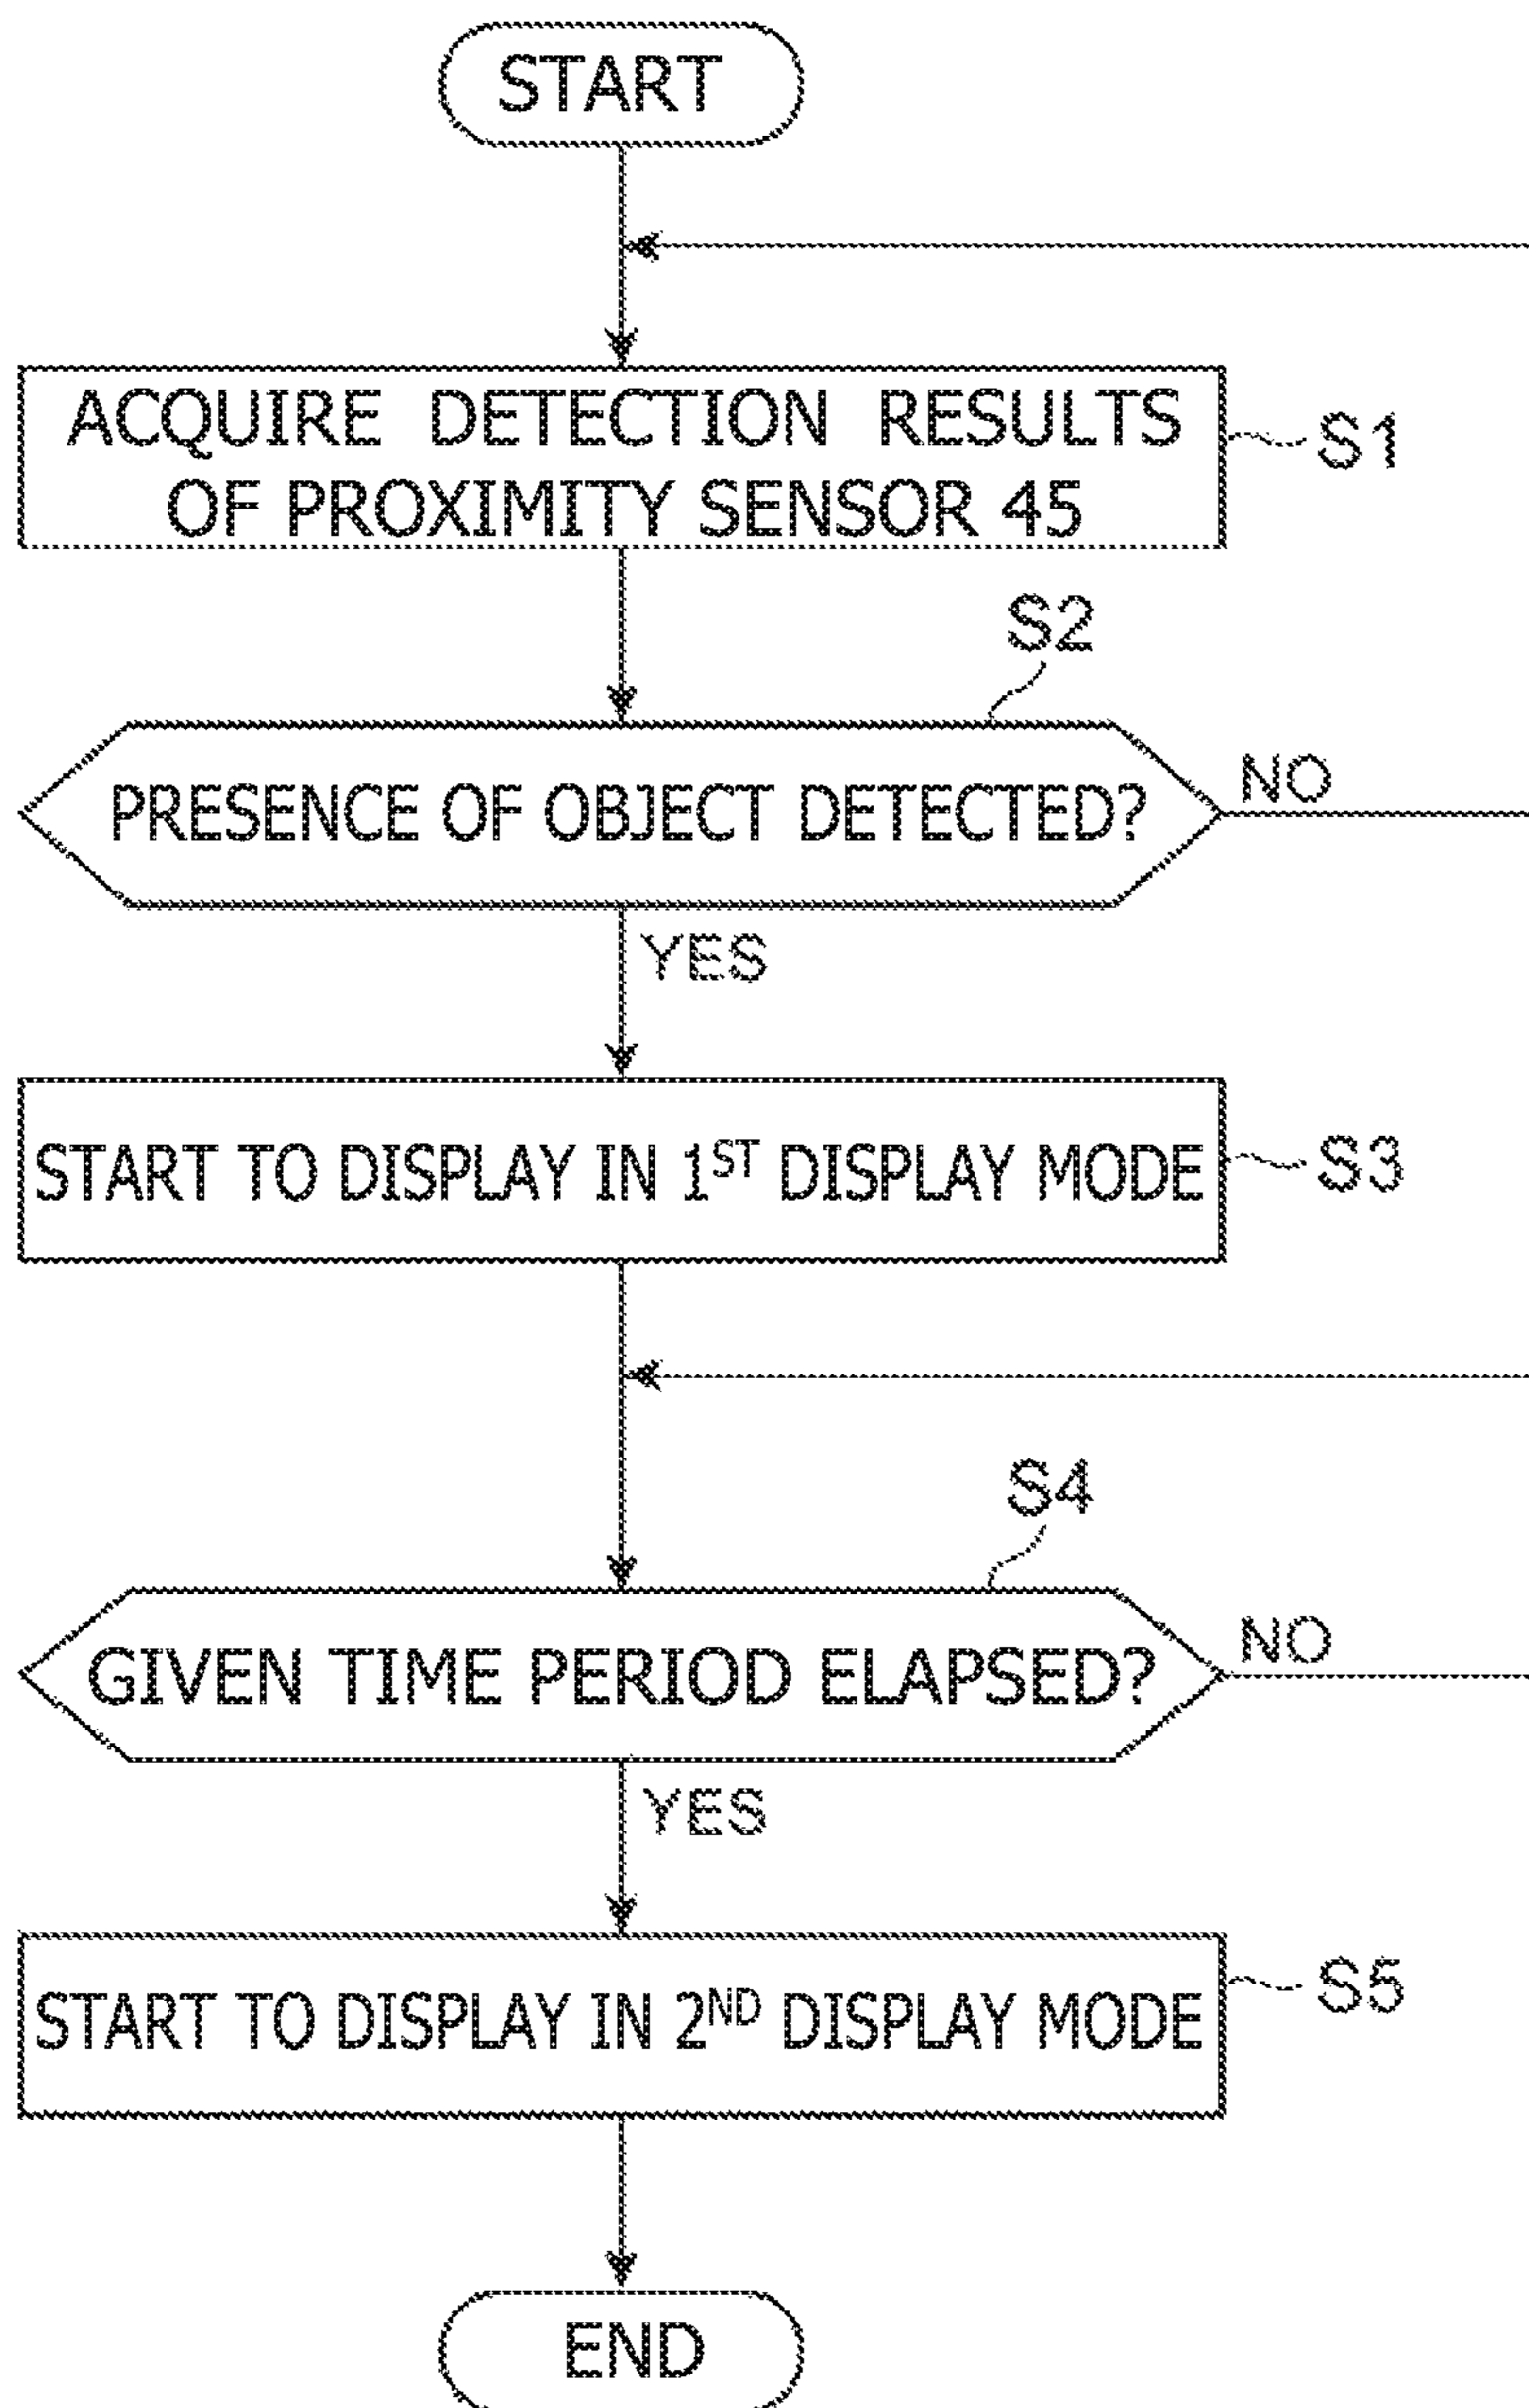 START
ACQUIRE DETECTION RESULTS
OF PROXIMITY SENSOR 45
S1
S2
PRESENCE OF OBJECT DETECTED?
NO
YES
START TO DISPLAY IN 1ST DISPLAY MODE
S3
S4
GIVEN TIME PERIOD ELAPSED?
NO
YES
START TO DISPLAY IN 2ND DISPLAY MODE
S5
END